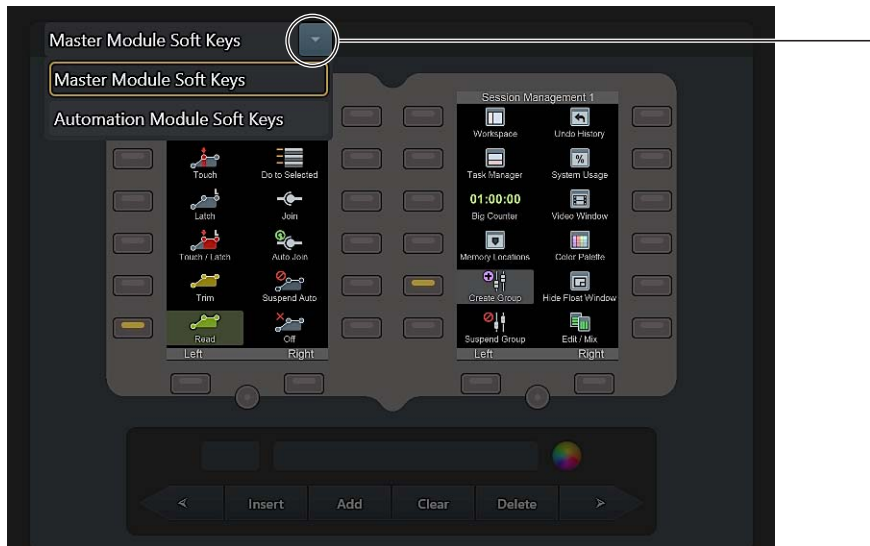 Master Module Soft Keys
Master Module Soft Keys
Automation Module Soft Keys
Session Management 1
Workspace Undo History
Touch Do to Selected
Task Manager System Usage
01:00:00
Latch Join
Big Counter Video Window
Touch / Latch Auto Join
Memory Locations Color Palette
Trim Suspend Auto
Create Group Hide Float Window
Read Off
Suspend Group Edit / Mix
Left Right
Left Right
Insert Add Clear Delete